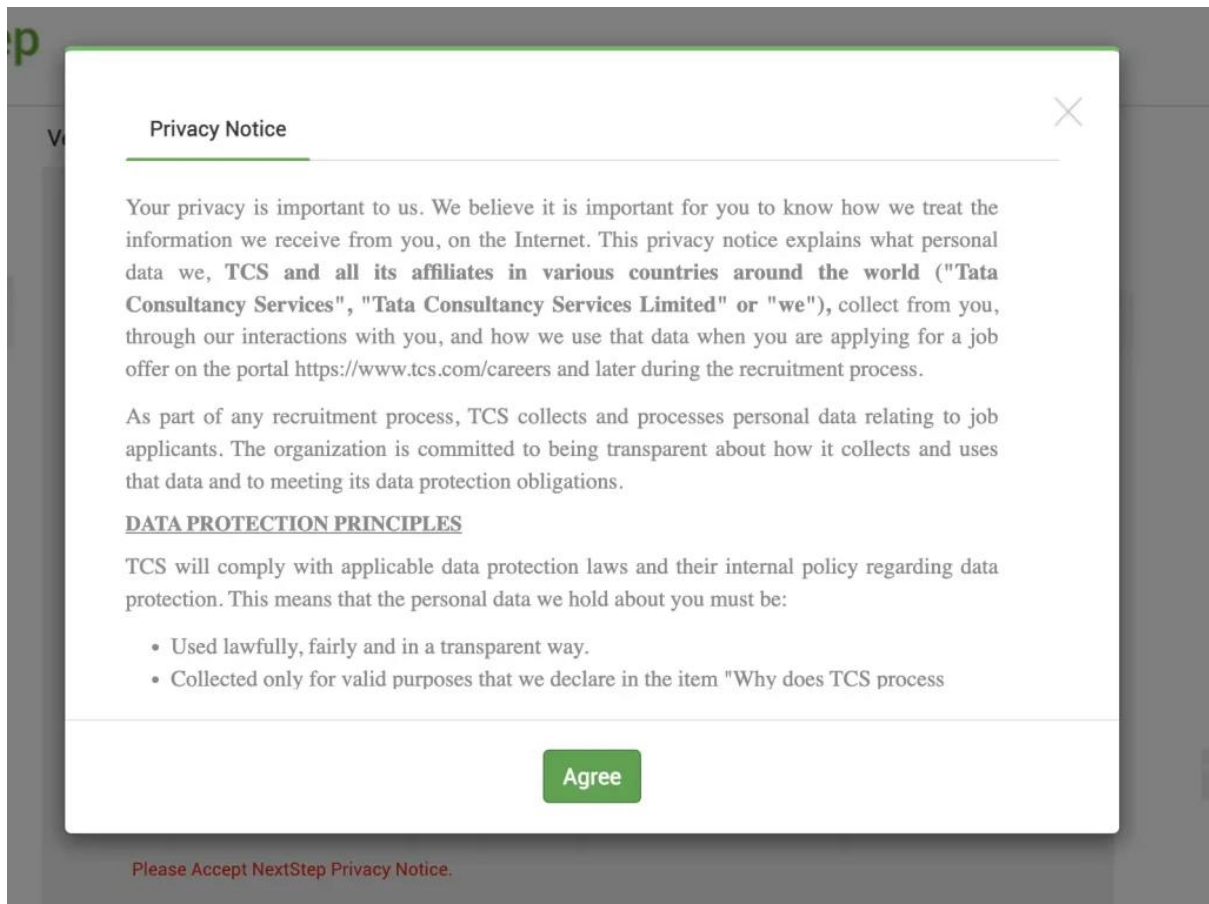 ep
Privacy Notice
Your privacy is important to us. We believe it is important for you to know how we treat the
information we receive from you, on the Internet. This privacy notice explains what personal
data we, TCS and all its affiliates in various countries around the world ("Tata
Consultancy Services", "Tata Consultancy Services Limited" or "we"), collect from you,
through our interactions with you, and how we use that data when you are applying for a job
offer on the portal https://www.tcs.com/careers and later during the recruitment process.
As part of any recruitment process, TCS collects and processes personal data relating to job
applicants. The organization is committed to being transparent about how it collects and uses
that data and to meeting its data protection obligations.
DATA PROTECTION PRINCIPLES
TCS will comply with applicable data protection laws and their internal policy regarding data
protection. This means that the personal data we hold about you must be:
• Used lawfully, fairly and in a transparent way.
• Collected only for valid purposes that we declare in the item "Why does TCS process
Agree
Please Accept NextStep Privacy Notice.